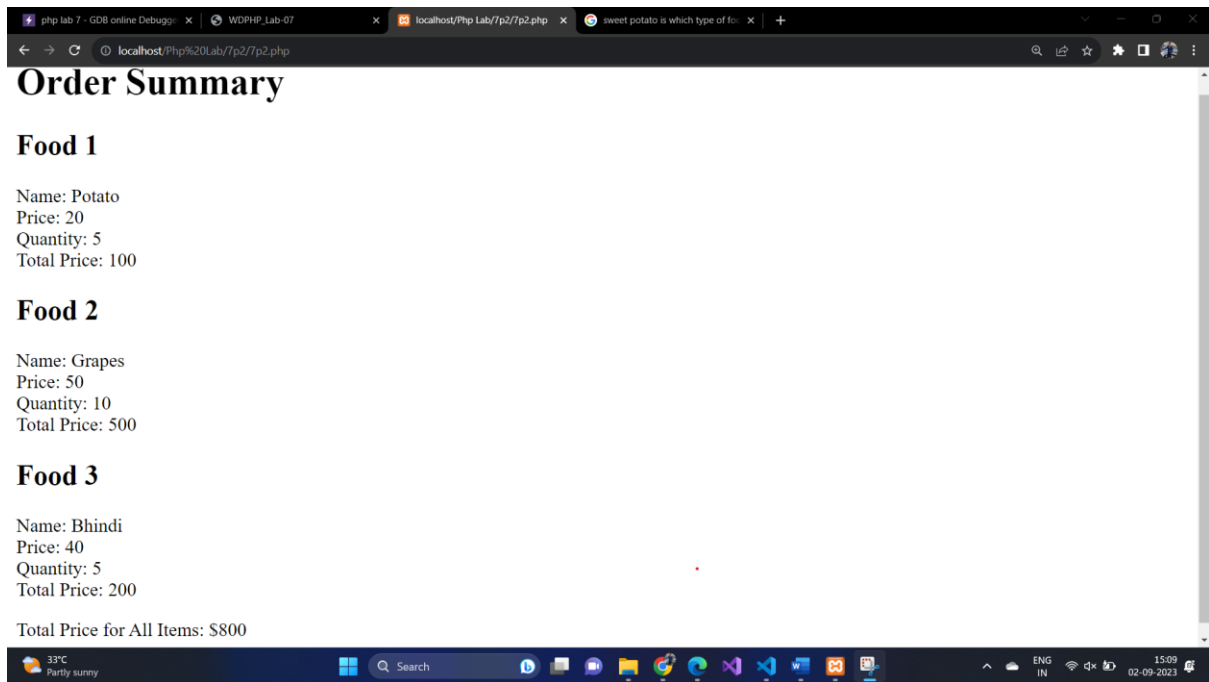 php lab 7 - GDB online Debugge
WDPHP_Lab-07
localhost/Php Lab/7p2/7p2.php
sweet potato is which type of foo
localhost/Php%20Lab/7p2/7p2.php
Order Summary
Food 1
Name: Potato
Price: 20
Quantity: 5
Total Price: 100
Food 2
Name: Grapes
Price: 50
Quantity: 10
Total Price: 500
Food 3
Name: Bhindi
Price: 40
Quantity: 5
Total Price: 200
Total Price for All Items: $800
33°C
Partly sunny
Search
ENG
IN
15:09
02-09-2023